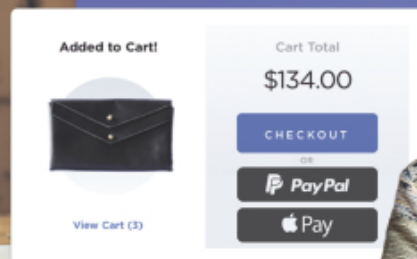 Added to Cart!
View Cart (3)
Cart Total
$134.00
CHECKOUT
OR
PayPal
Pay